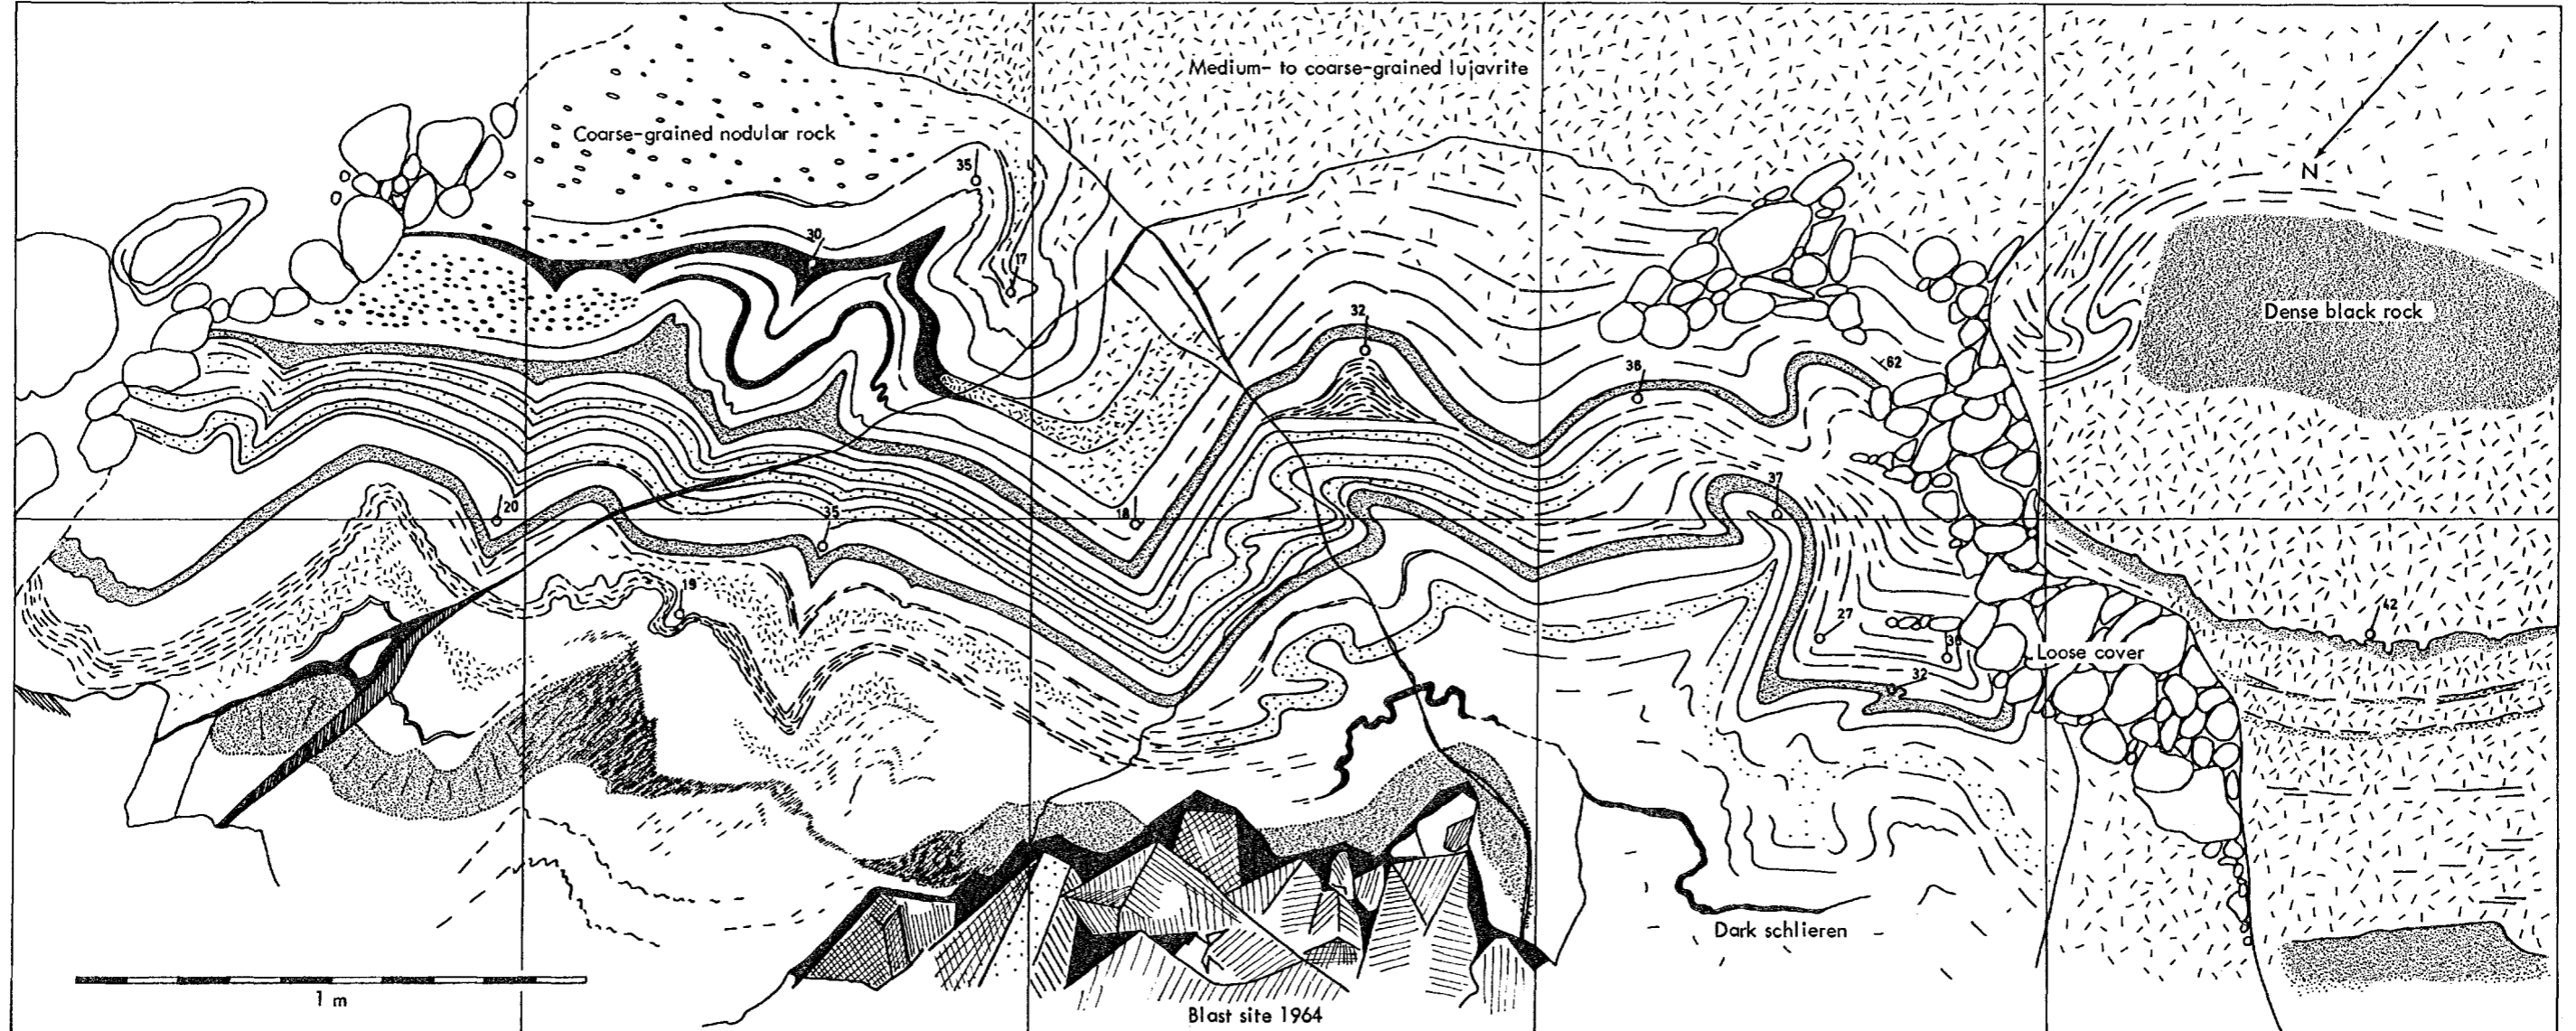 Medium- to coarse-grained lujavrite
Coarse-grained nodular rock
35
N
30
17
Dense black rock
32
36
62
37
20
18
35
19
27
42
36
Loose cover
32
Dark schlieren
1 m
Blast site 1964